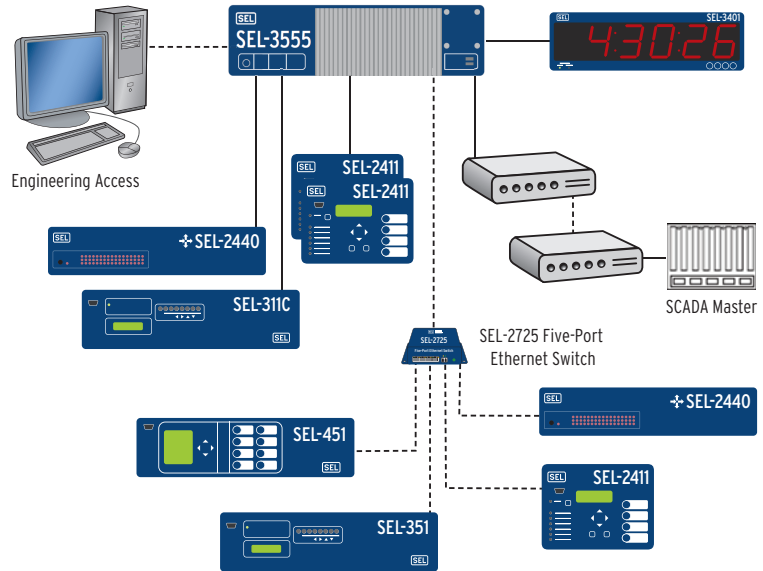 SEL
SEL-3555
SEL
SEL-3401
4:30:26
Engineering Access
SEL
SEL-2411
SEL
SEL-2411
SEL
SEL-2440
SEL-311C
SEL
SCADA Master
SEL-2725
Five-Port Ethernet Switch
SEL-2725 Five-Port
Ethernet Switch
SEL
SEL-2440
SEL-451
SEL
SEL
SEL-2411
SEL-351
SEL